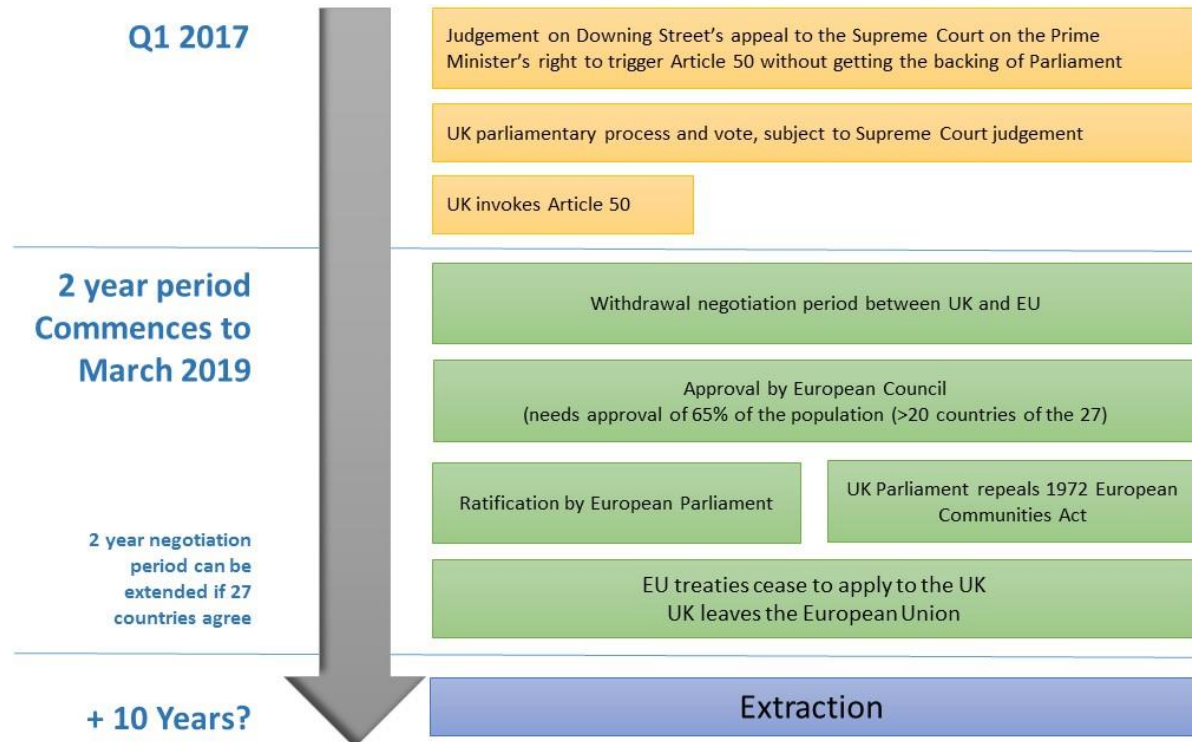 Q1 2017
Judgement on Downing Street's appeal to the Supreme Court on the Prime
Minister's right to trigger Article 50 without getting the backing of Parliament
UK parliamentary process and vote, subject to Supreme Court judgement
UK invokes Article 50
2 year period
Commences to
March 2019
Withdrawal negotiation period between UK and EU
Approval by European Council
(needs approval of 65% of the population (>20 countries of the 27)
Ratification by European Parliament
UK Parliament repeals 1972 European
Communities Act
2 year negotiation
period can be
extended if 27
countries agree
EU treaties cease to apply to the UK
UK leaves the European Union
+ 10 Years?
Extraction